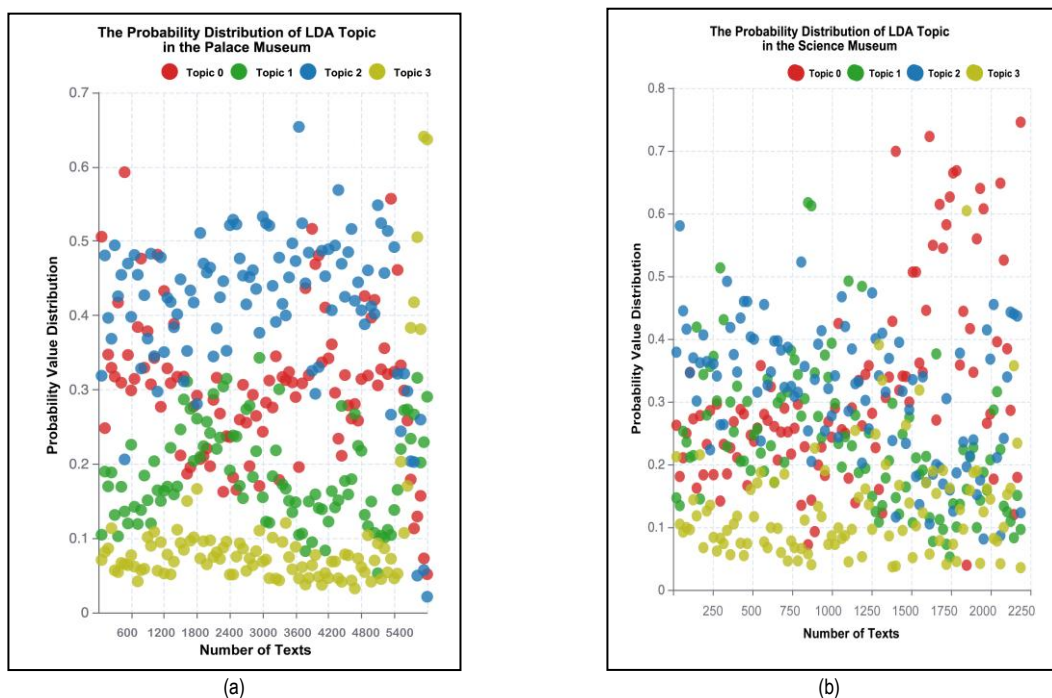 The Probability Distribution of LDA Topic
in the Palace Museum
Topic 0 Topic 1 Topic 2 Topic 3
0.7
0.6
0.5
0.4
0.3
0.2
0.1
0
Probability Value Distribution
600 1200 1800 2400 3000 3600 4200 4800 5400
Number of Texts
(a)
The Probability Distribution of LDA Topic
in the Science Museum
Topic 0 Topic 1 Topic 2 Topic 3
0.8
0.7
0.6
0.5
0.4
0.3
0.2
0.1
0
Probability Value Distribution
250 500 750 1000 1250 1500 1750 2000 2250
Number of Texts
(b)